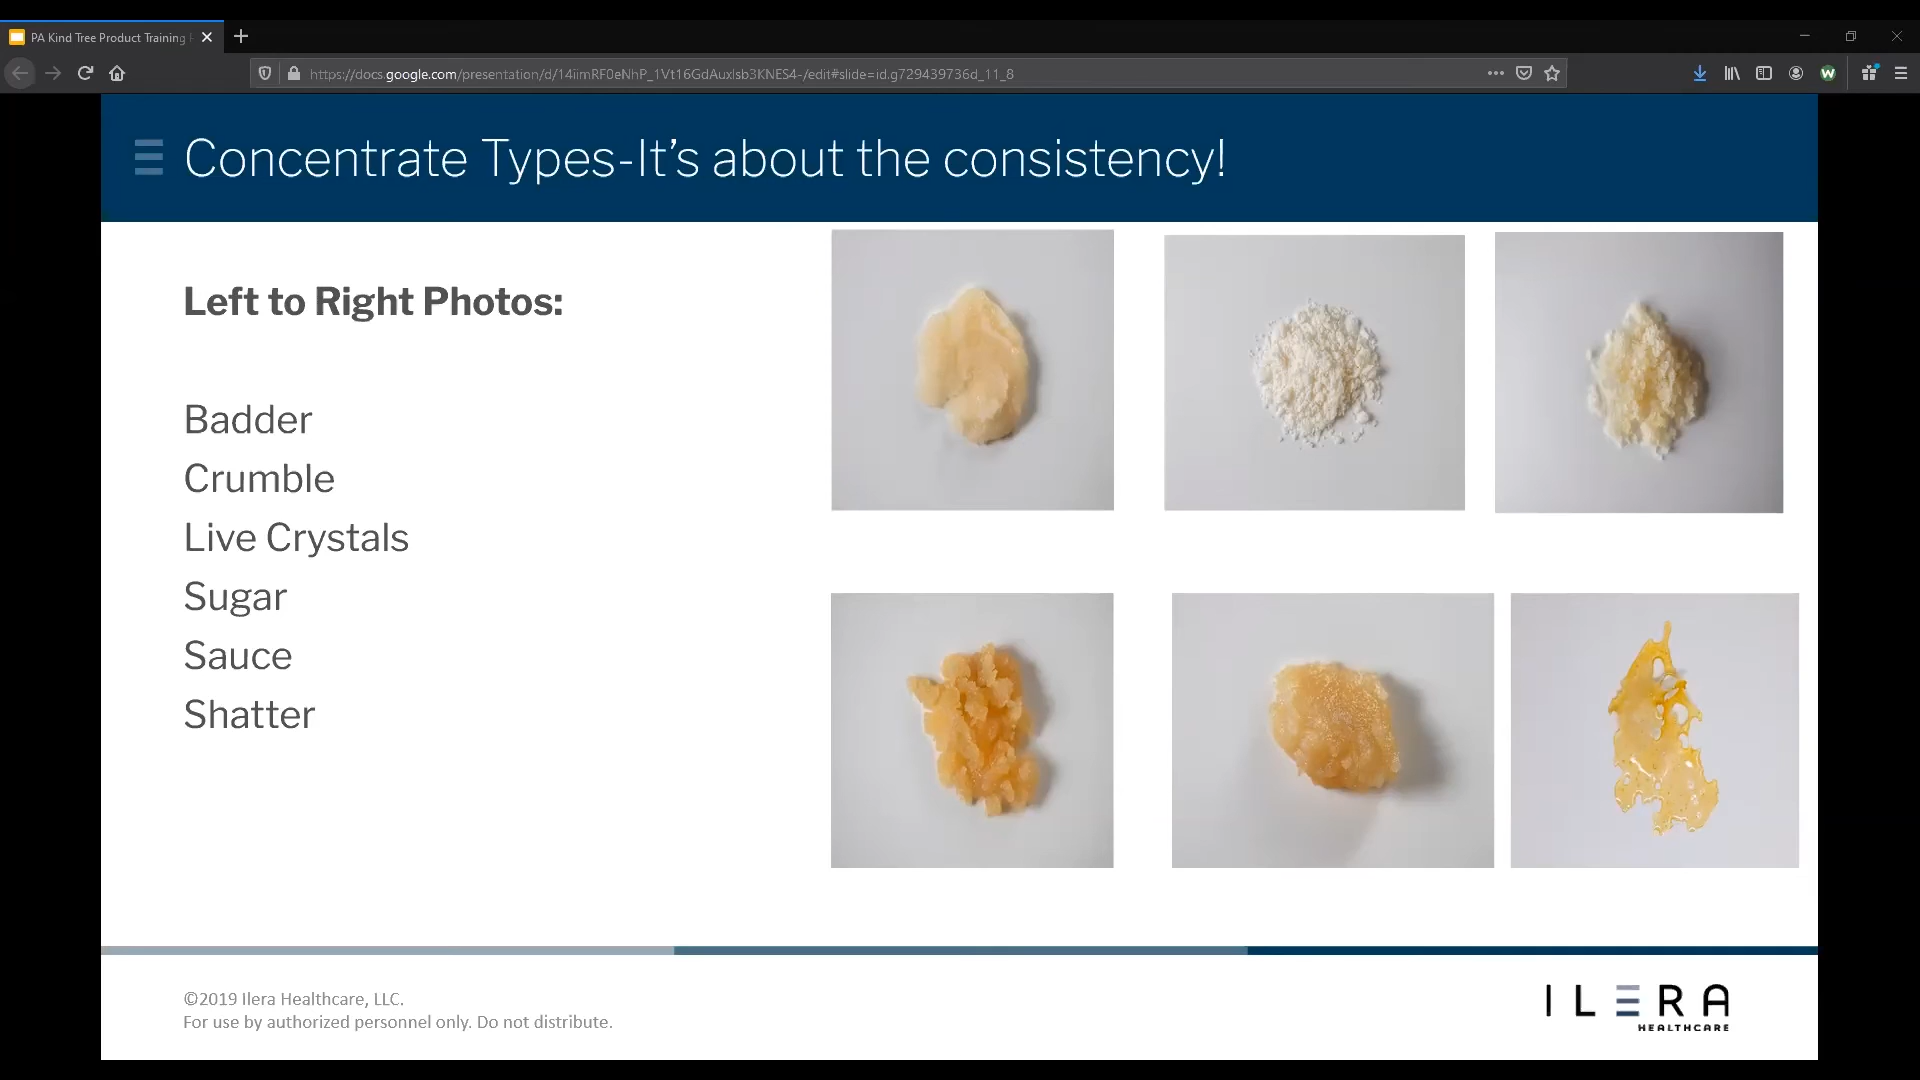 PA Kind Tree Product Training
https://docs.google.com/presentation/d/14iimRF0eNhP_1Vt16GdAuxlsb3KNES4-/edit#slide=id.g729439736d_11_8
Concentrate Types-It's about the consistency!
Left to Right Photos:
Badder
Crumble
Live Crystals
Sugar
Sauce
Shatter
©2019 Ilera Healthcare, LLC.
For use by authorized personnel only. Do not distribute.
ILERA
HEALTHCARE